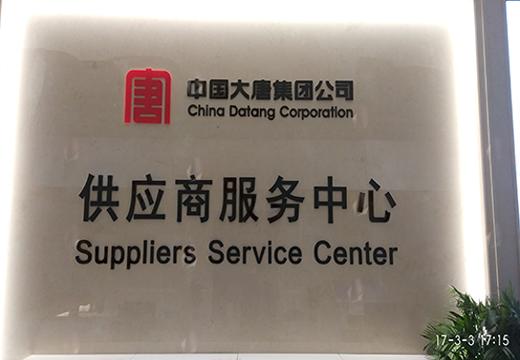 唐
中国大唐集团公司
China Datang Corporation
供应商服务中心
Suppliers Service Center
17-3-3 17:15